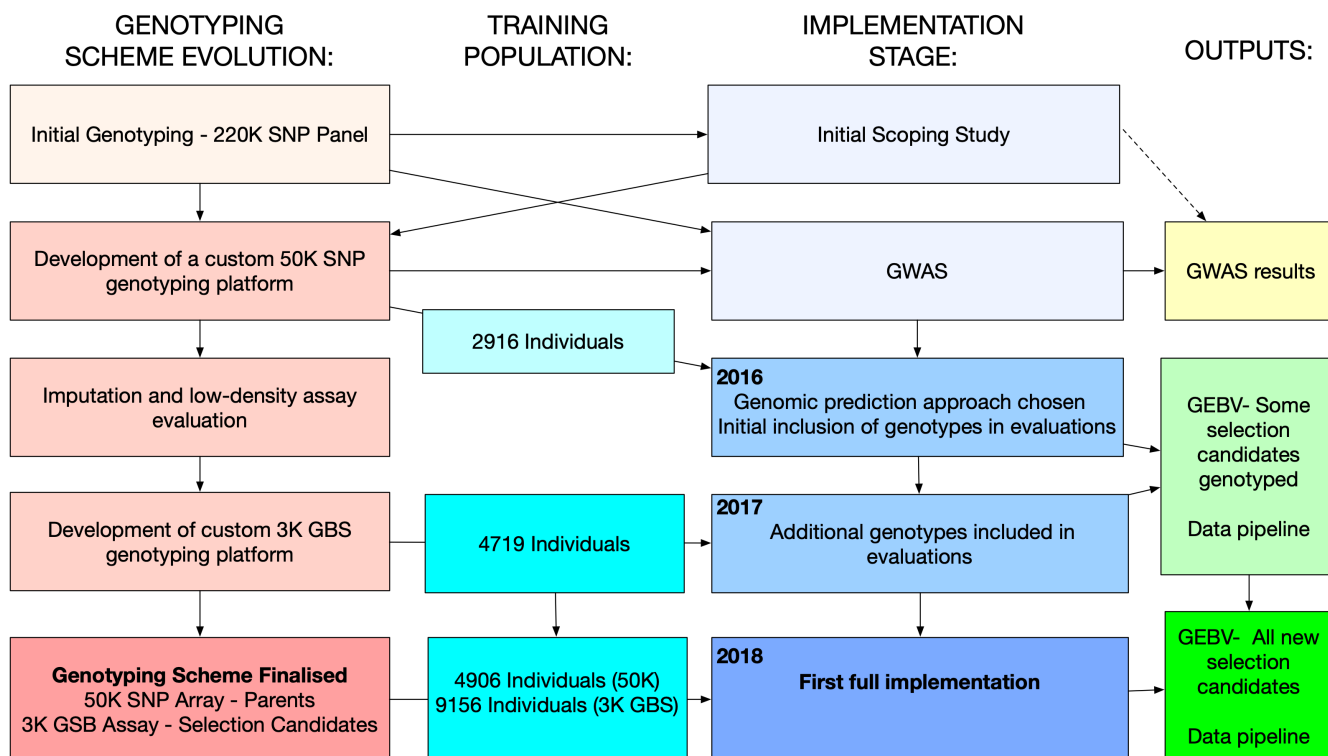 GENOTYPING
SCHEME EVOLUTION:
TRAINING
POPULATION:
IMPLEMENTATION
STAGE:
OUTPUTS:
Initial Genotyping - 220K SNP Panel
Initial Scoping Study
Development of a custom 50K SNP
genotyping platform
GWAS
GWAS results
2916 Individuals
Imputation and low-density assay
evaluation
2016
Genomic prediction approach chosen
Initial inclusion of genotypes in evaluations
GEBV- Some
selection
candidates
genotyped
Data pipeline
Development of custom 3K GBS
genotyping platform
4719 Individuals
2017
Additional genotypes included in
evaluations
Genotyping Scheme Finalised
50K SNP Array - Parents
3K GSB Assay - Selection Candidates
4906 Individuals (50K)
9156 Individuals (3K GBS)
2018
First full implementation
GEBV- All new
selection
candidates
Data pipeline